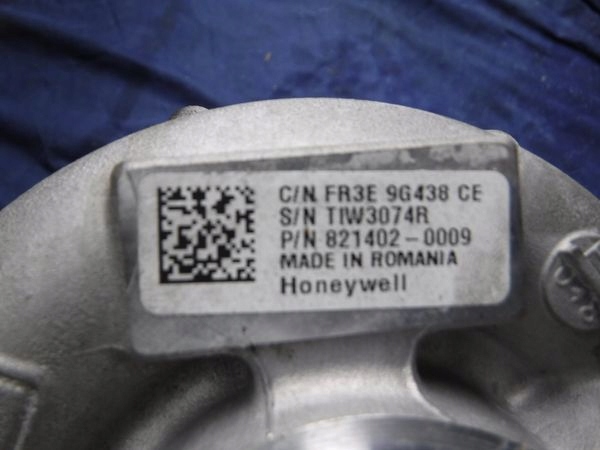 C/N FR3E 9G438 CE
S/N TIW3074R
P/N 821402-0009
MADE IN ROMANIA
Honeywell